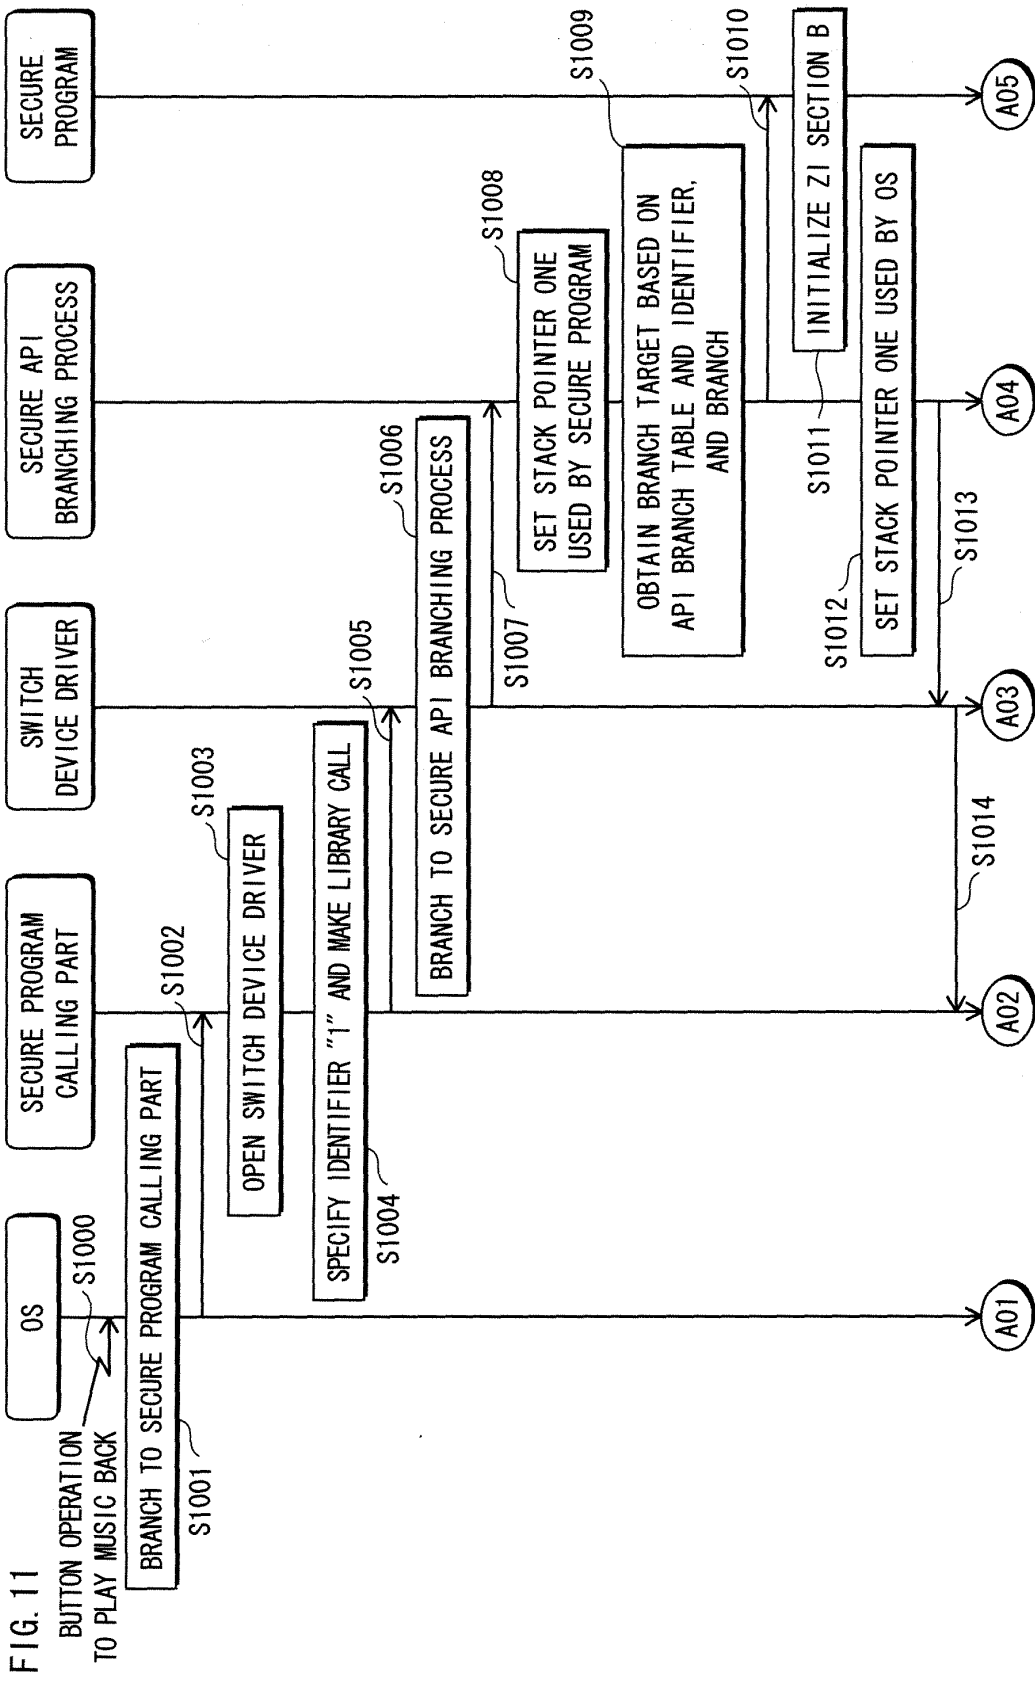 FIG. 11
OS
SECURE PROGRAM
CALLING PART
SWITCH
DEVICE DRIVER
SECURE API
BRANCHING PROCESS
SECURE
PROGRAM
BUTTON OPERATION
TO PLAY MUSIC BACK
S1000
BRANCH TO SECURE PROGRAM CALLING PART
S1001
S1002
OPEN SWITCH DEVICE DRIVER
S1003
SPECIFY IDENTIFIER "1" AND MAKE LIBRARY CALL
S1004
S1005
BRANCH TO SECURE API BRANCHING PROCESS
S1006
S1007
SET STACK POINTER ONE
USED BY SECURE PROGRAM
S1008
OBTAIN BRANCH TARGET BASED ON
API BRANCH TABLE AND IDENTIFIER,
AND BRANCH
S1009
S1010
INITIALIZE ZI SECTION B
S1011
SET STACK POINTER ONE USED BY OS
S1012
S1013
S1014
A01
A02
A03
A04
A05